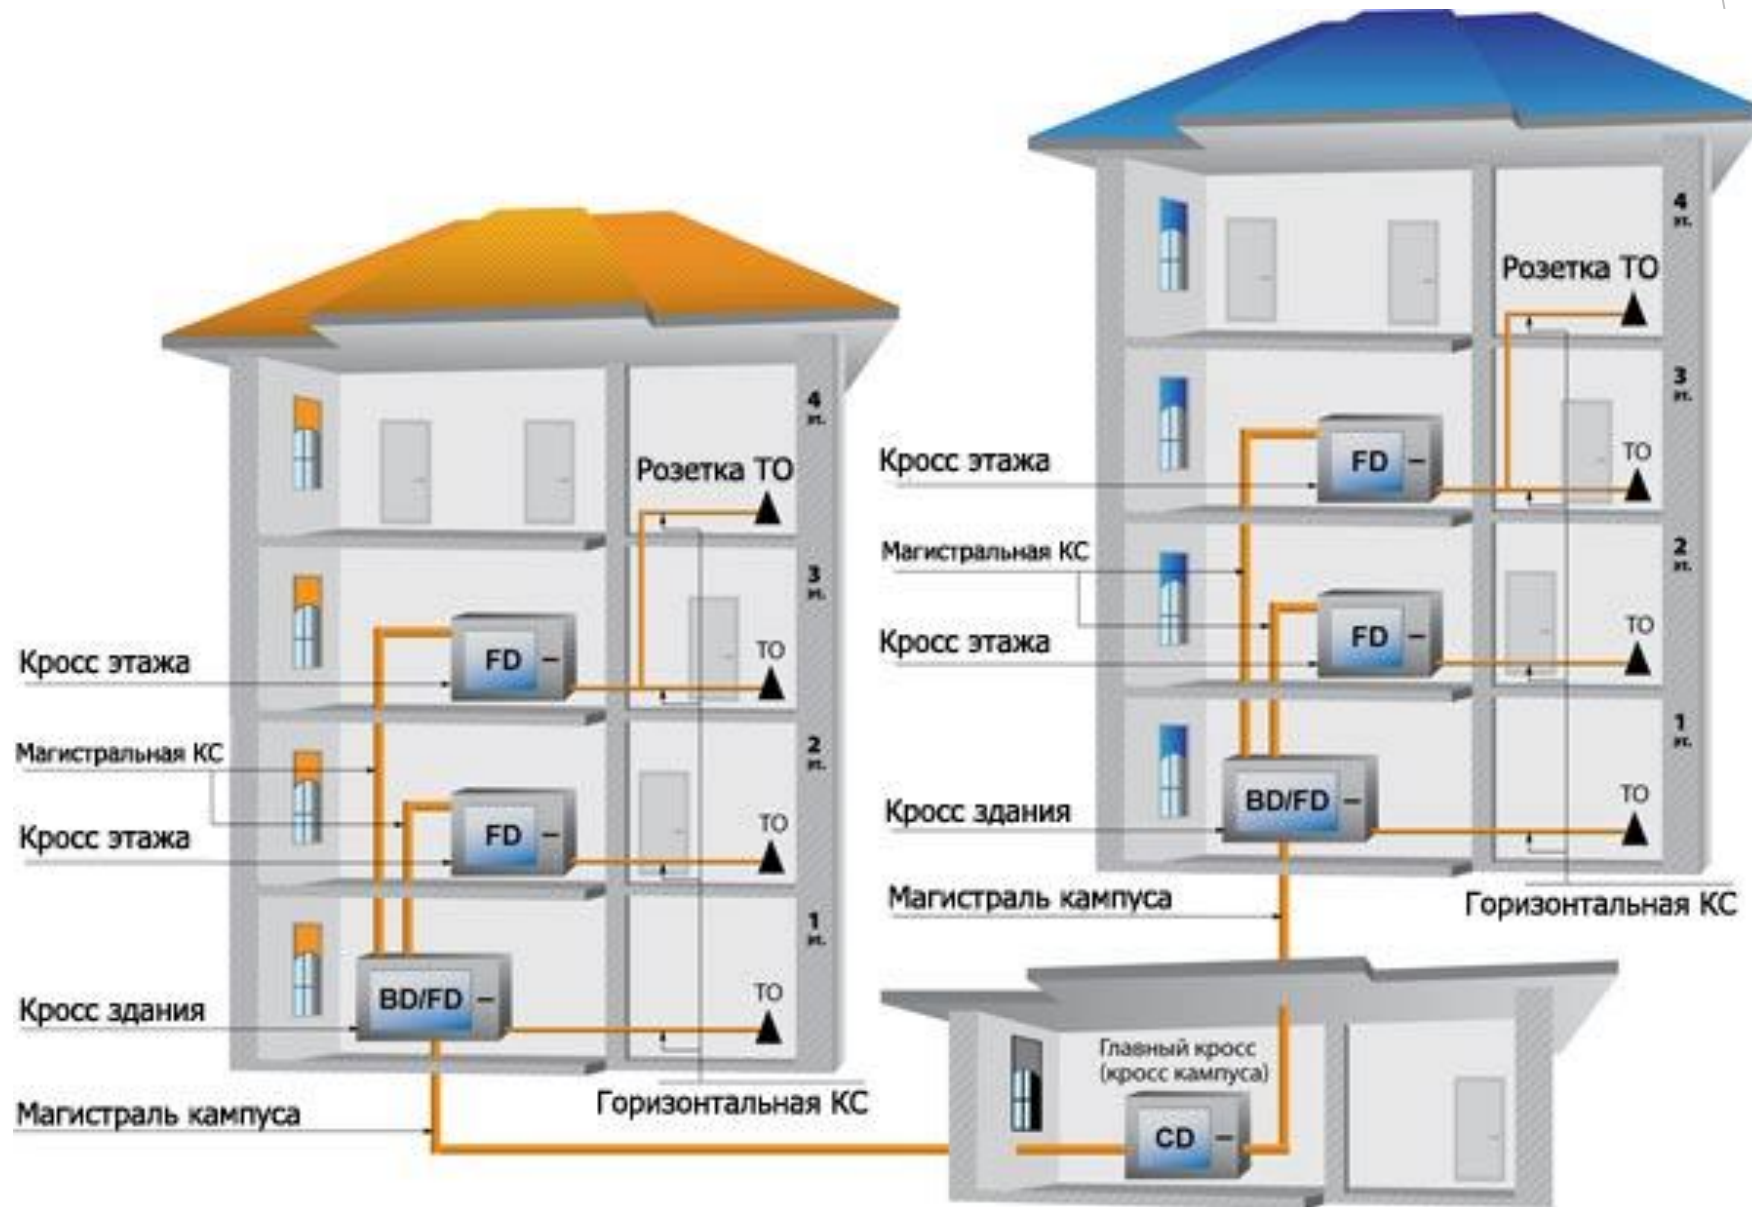 4
эт.
Розетка ТО
3
эт.
Кросс этажа
FD
ТО
Магистральная КС
2
эт.
Кросс этажа
FD
ТО
1
эт.
Кросс здания
BD/FD
ТО
Магистраль кампуса
Горизонтальная КС
4
эт.
Розетка ТО
3
эт.
Кросс этажа
FD
ТО
Магистральная КС
2
эт.
Кросс этажа
FD
ТО
1
эт.
Кросс здания
BD/FD
ТО
Магистраль кампуса
Горизонтальная КС
Главный кросс
(кросс кампуса)
CD